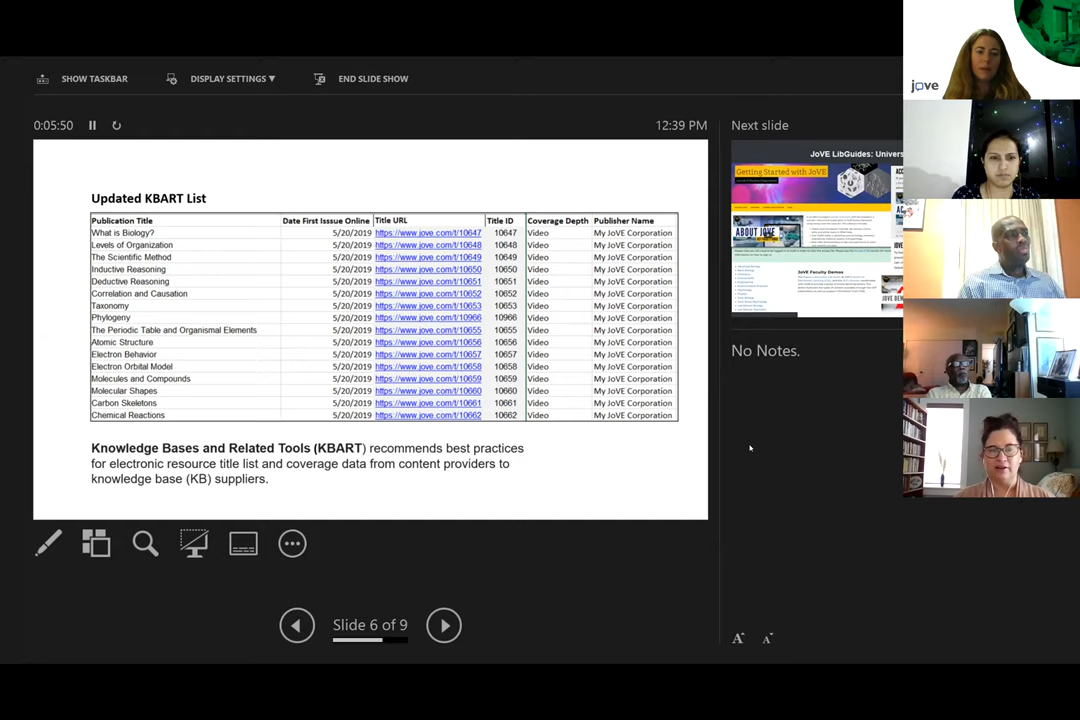 SHOW TASKBAR DISPLAY SETTINGS ▼ END SLIDE SHOW
jove
0:05:50 12:39 PM Next slide
JoVE LibGuides: Univers
Getting Started with JoVE
ABOUT JOVE
JoVE Faculty Demos
Updated KBART List
Publication Title Date First Isssue Online Title URL Title ID Coverage Depth Publisher Name
What is Biology? 5/20/2019 https://www.jove.com/t/10647 10647 Video My JoVE Corporation
Levels of Organization 5/20/2019 https://www.jove.com/t/10648 10648 Video My JoVE Corporation
The Scientific Method 5/20/2019 https://www.jove.com/t/10649 10649 Video My JoVE Corporation
Inductive Reasoning 5/20/2019 https://www.jove.com/t/10650 10650 Video My JoVE Corporation
Deductive Reasoning 5/20/2019 https://www.jove.com/t/10651 10651 Video My JoVE Corporation
Correlation and Causation 5/20/2019 https://www.jove.com/t/10652 10652 Video My JoVE Corporation
Taxonomy 5/20/2019 https://www.jove.com/t/10653 10653 Video My JoVE Corporation
Phylogeny 5/20/2019 https://www.jove.com/t/10966 10966 Video My JoVE Corporation
The Periodic Table and Organismal Elements 5/20/2019 https://www.jove.com/t/10655 10655 Video My JoVE Corporation
Atomic Structure 5/20/2019 https://www.jove.com/t/10656 10656 Video My JoVE Corporation
Electron Behavior 5/20/2019 https://www.jove.com/t/10657 10657 Video My JoVE Corporation
Electron Orbital Model 5/20/2019 https://www.jove.com/t/10658 10658 Video My JoVE Corporation
Molecules and Compounds 5/20/2019 https://www.jove.com/t/10659 10659 Video My JoVE Corporation
Molecular Shapes 5/20/2019 https://www.jove.com/t/10660 10660 Video My JoVE Corporation
Carbon Skeletons 5/20/2019 https://www.jove.com/t/10661 10661 Video My JoVE Corporation
Chemical Reactions 5/20/2019 https://www.jove.com/t/10662 10662 Video My JoVE Corporation
No Notes.
Knowledge Bases and Related Tools (KBART) recommends best practices
for electronic resource title list and coverage data from content providers to
knowledge base (KB) suppliers.
Slide 6 of 9
A A